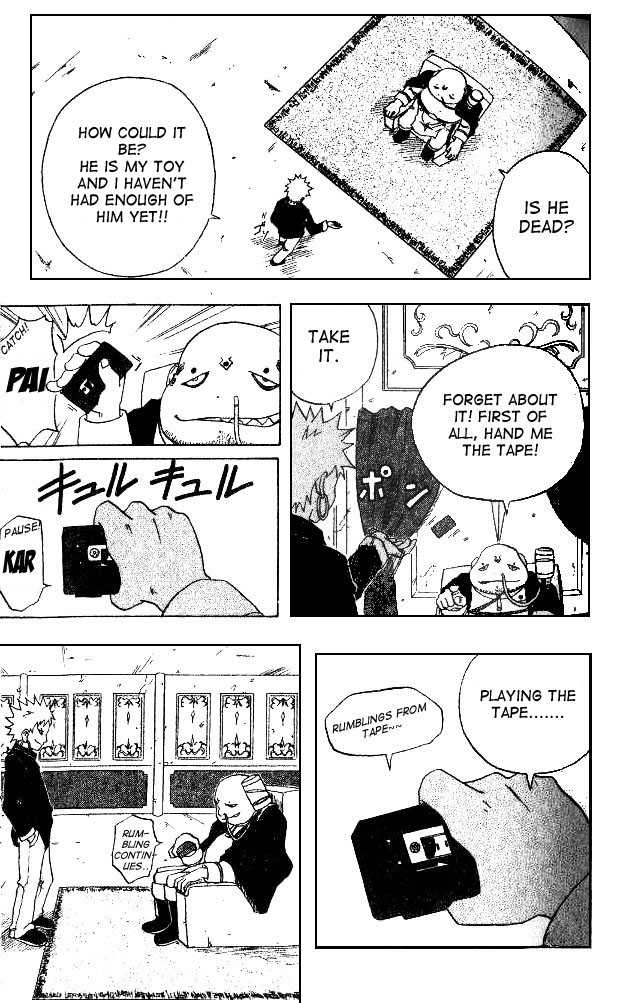 IS HE
DEAD?
HOW COULD IT
BE?
HE IS MY TOY
AND I HAVEN'T
HAD ENOUGH OF
HIM YET!!
FORGET ABOUT
IT! FIRST OF
ALL, HAND ME
THE TAPE!
TAKE
IT.
ポン
CATCH!
PAI
キュル キュル
PAUSE!
KAR
PLAYING THE
TAPE.......
RUMBLINGS FROM
TAPE~~
RUM-
BLING
CONTIN-
UES...